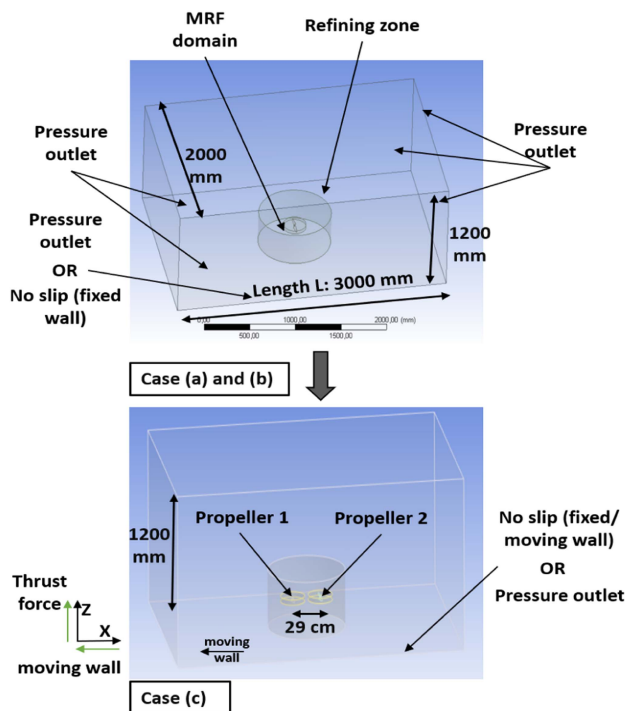 MRF
domain
Refining zone
Pressure
outlet
2000
mm
Pressure
outlet
Pressure
outlet
OR
No slip (fixed
wall)
1200
mm
Length L: 3000 mm
0,00
1000,00
2000,00 (mm)
500,00
1500,00
Case (a) and (b)
Propeller 1
Propeller 2
1200
mm
No slip (fixed/
moving wall)
OR
Pressure outlet
29 cm
Thrust
force
Z
X
moving wall
moving
wall
Case (c)